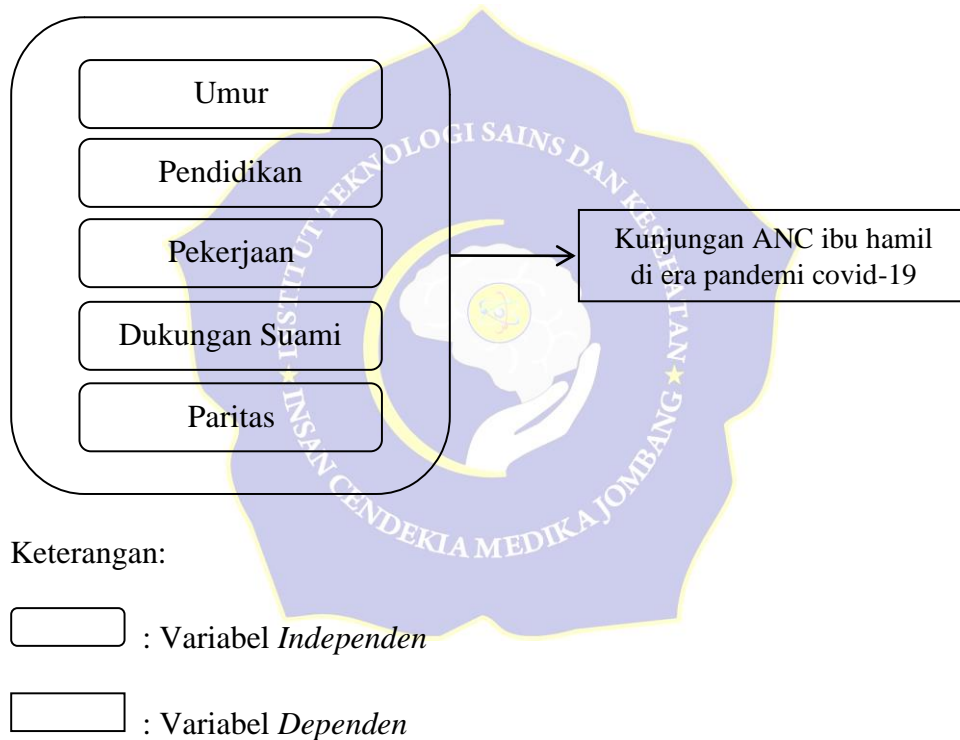 Umur
Pendidikan
Pekerjaan
Dukungan Suami
Paritas
Kunjungan ANC ibu hamil
di era pandemi covid-19
INSTITUT TEKNOLOGI SAINS DAN KESEHATAN
INSAN CENDEKIA MEDIKA JOMBANG
Keterangan:
: Variabel Independen
: Variabel Dependen